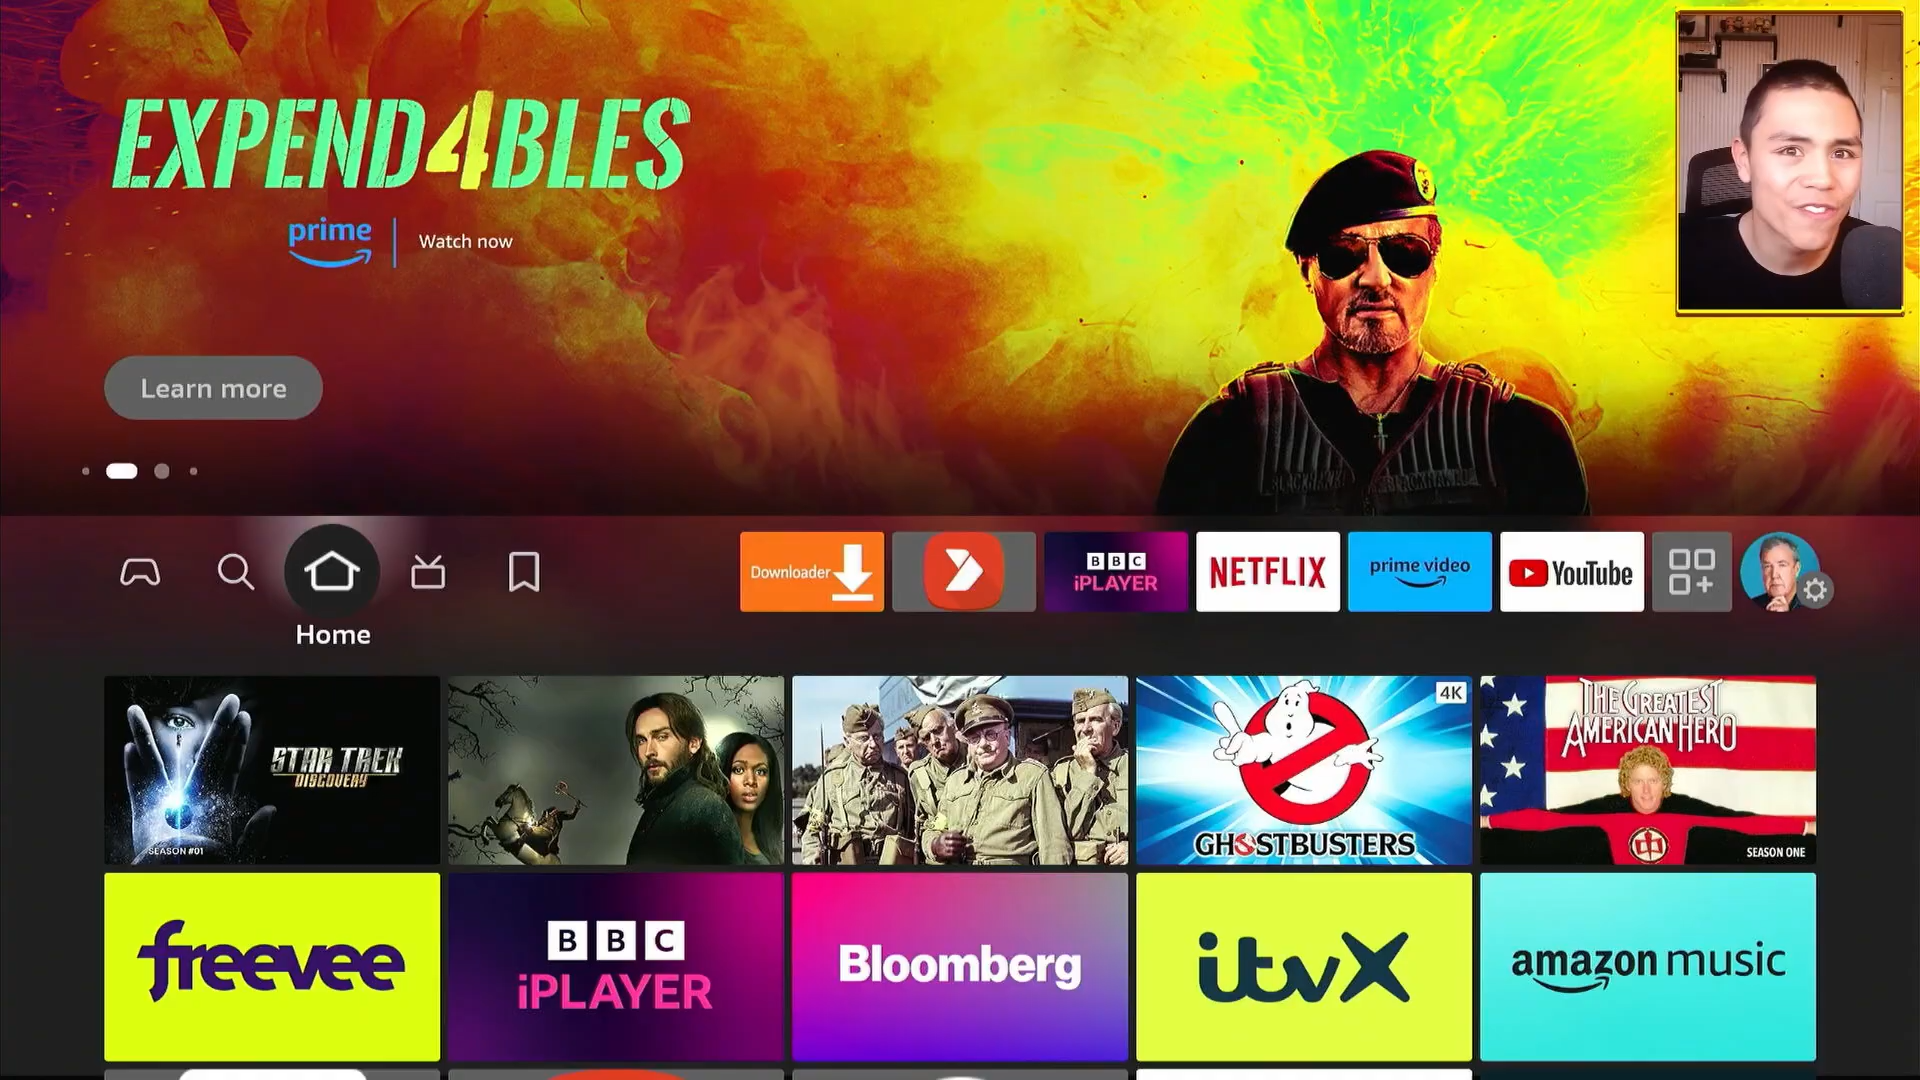 EXPEND4BLES
prime
Watch now
Learn more
Home
Downloader
BBC
iPLAYER
NETFLIX
prime video
YouTube
STAR TREK
DISCOVERY
SEASON #01
4K
GHOSTBUSTERS
THE GREATEST
AMERICAN HERO
SEASON ONE
freevee
BBC
iPLAYER
Bloomberg
itvX
amazon music